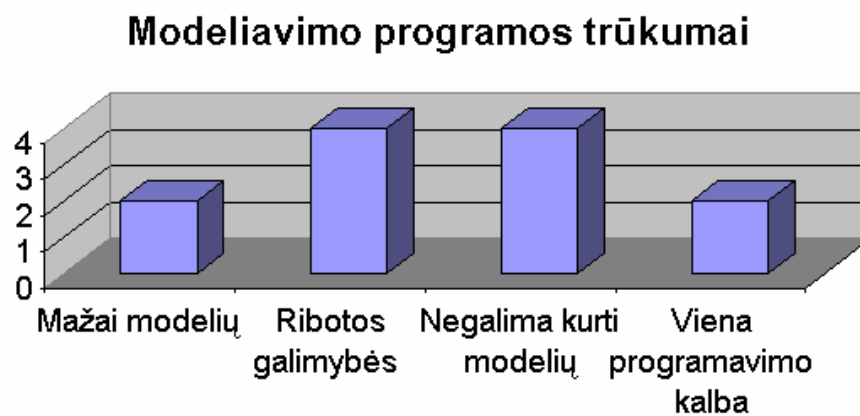 Modeliavimo programos trūkumai
4
3
2
1
0
Mažai modelių
Ribotos
galimybės
Negalima kurti
modelių
Viena
programavimo
kalba